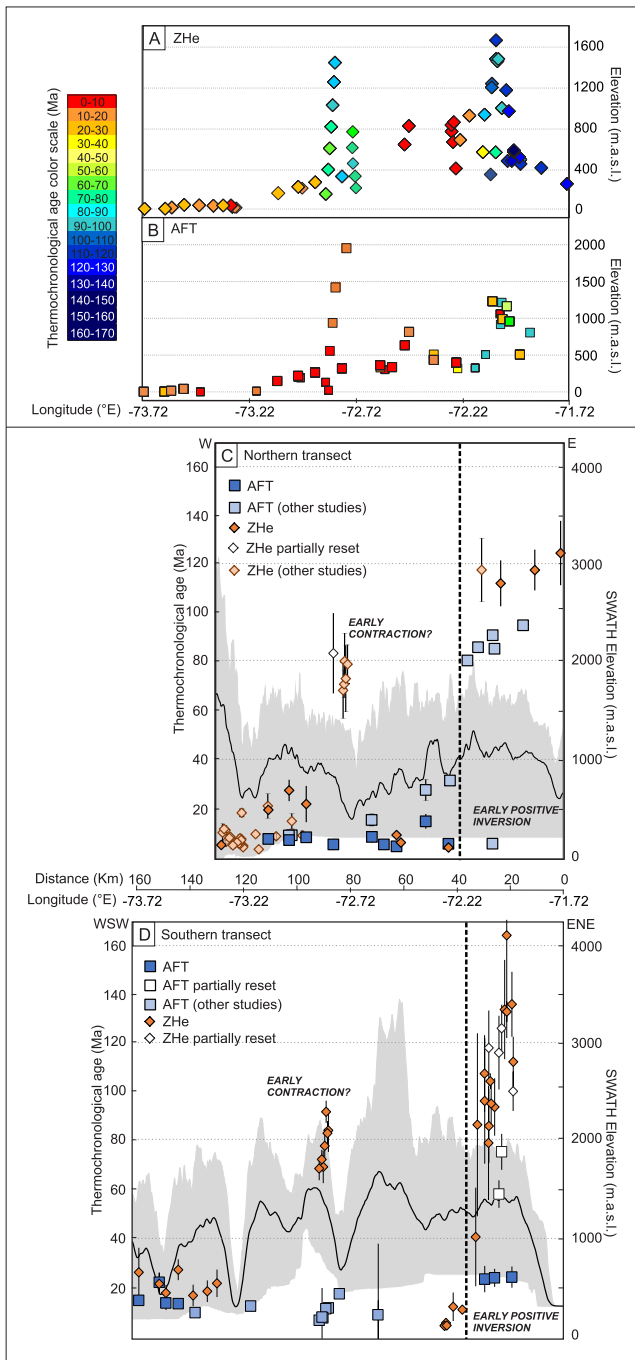 A ZHe
Elevation (m.a.s.l.)
1600
1200
800
400
0
Thermochronological age color scale (Ma)
0-10
10-20
20-30
30-40
40-50
50-60
60-70
70-80
80-90
90-100
100-110
110-120
120-130
130-140
140-150
150-160
160-170
B AFT
Elevation (m.a.s.l.)
2000
1500
1000
500
0
Longitude (°E)
-73.72 -73.22 -72.72 -72.22 -71.72
W E
C Northern transect
AFT
AFT (other studies)
ZHe
ZHe partially reset
ZHe (other studies)
EARLY
CONTRACTION?
EARLY POSITIVE
INVERSION
Thermochronological age (Ma)
160
140
120
100
80
60
40
20
SWATH Elevation (m.a.s.l.)
4000
3000
2000
1000
0
Distance (Km) 160 140 120 100 80 60 40 20 0
Longitude (°E) -73.72 -73.22 -72.72 -72.22 -71.72
WSW ENE
D Southern transect
AFT
AFT partially reset
AFT (other studies)
ZHe
ZHe partially reset
EARLY
CONTRACTION?
EARLY POSITIVE
INVERSION
Thermochronological age (Ma)
160
140
120
100
80
60
40
20
SWATH Elevation (m.a.s.l.)
4000
3000
2000
1000
0